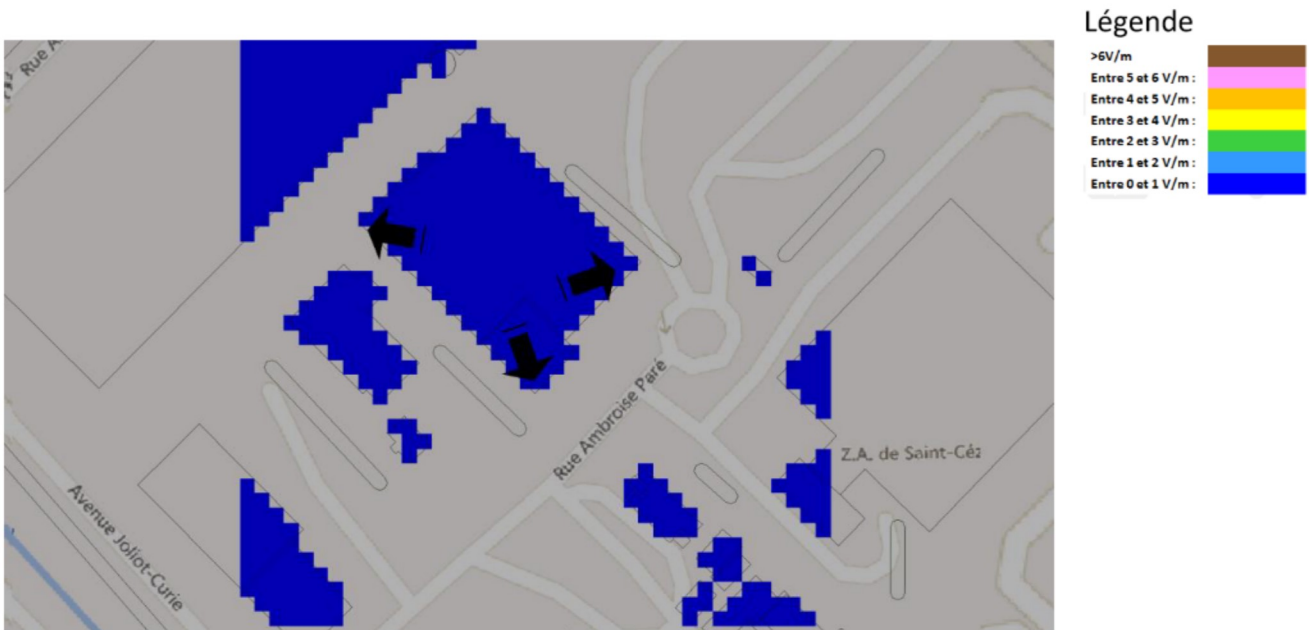 Légende
>6V/m
Entre 5 et 6 V/m :
Entre 4 et 5 V/m :
Entre 3 et 4 V/m :
Entre 2 et 3 V/m :
Entre 1 et 2 V/m :
Entre 0 et 1 V/m :
Rue A
Rue Ambroise Paré
Z.A. de Saint-Céz
Avenue Joliot-Curie